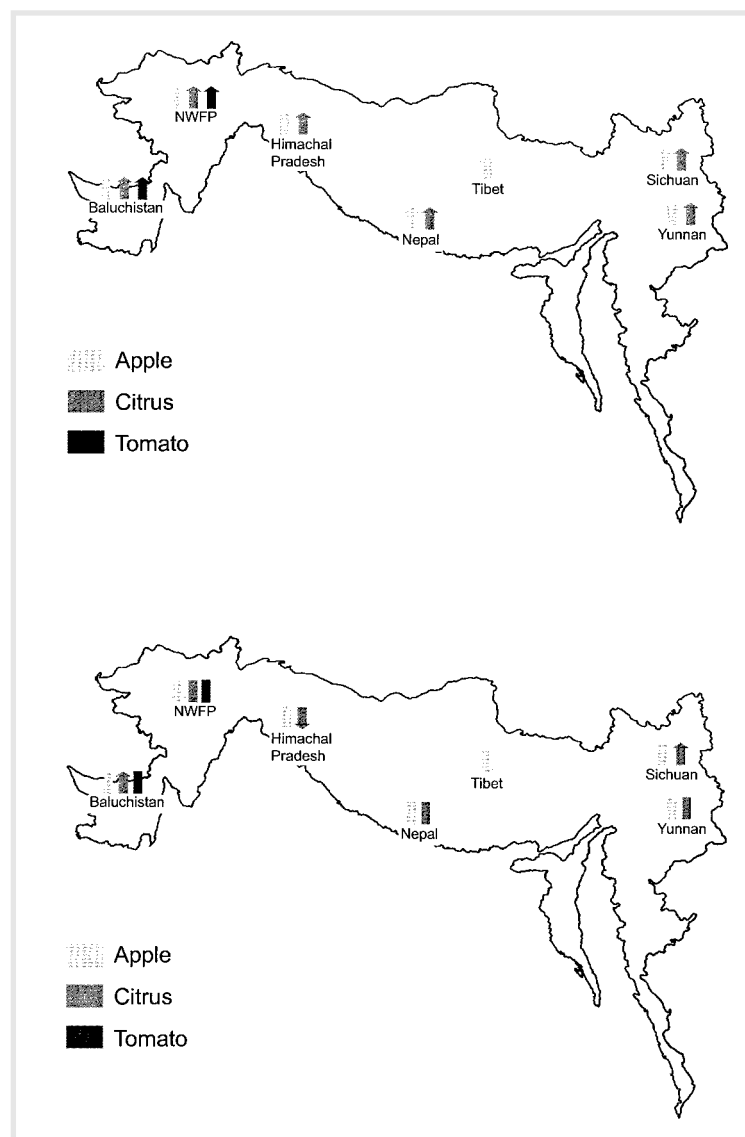 NWFP
Himachal
Pradesh
Tibet
Sichuan
Baluchistan
Nepal
Yunnan
Apple
Citrus
Tomato
NWFP
Himachal
Pradesh
Tibet
Sichuan
Baluchistan
Nepal
Yunnan
Apple
Citrus
Tomato